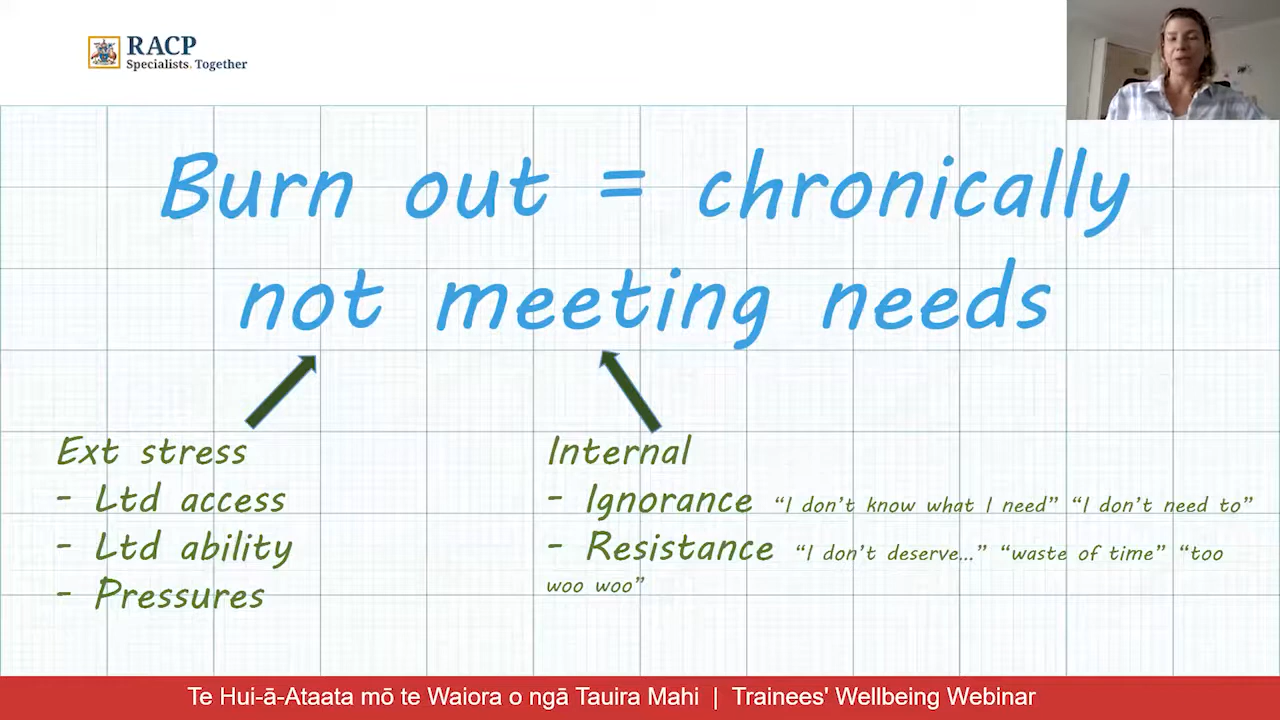 RACP
Specialists. Together
Burn out = chronically
not meeting needs
Ext stress
- Ltd access
- Ltd ability
- Pressures
Internal
- Ignorance “I don’t know what I need” “I don’t need to”
- Resistance “I don’t deserve...” “waste of time” “too
woo woo”
Te Hui-ā-Ataata mō te Waiora o ngā Tauira Mahi | Trainees' Wellbeing Webinar